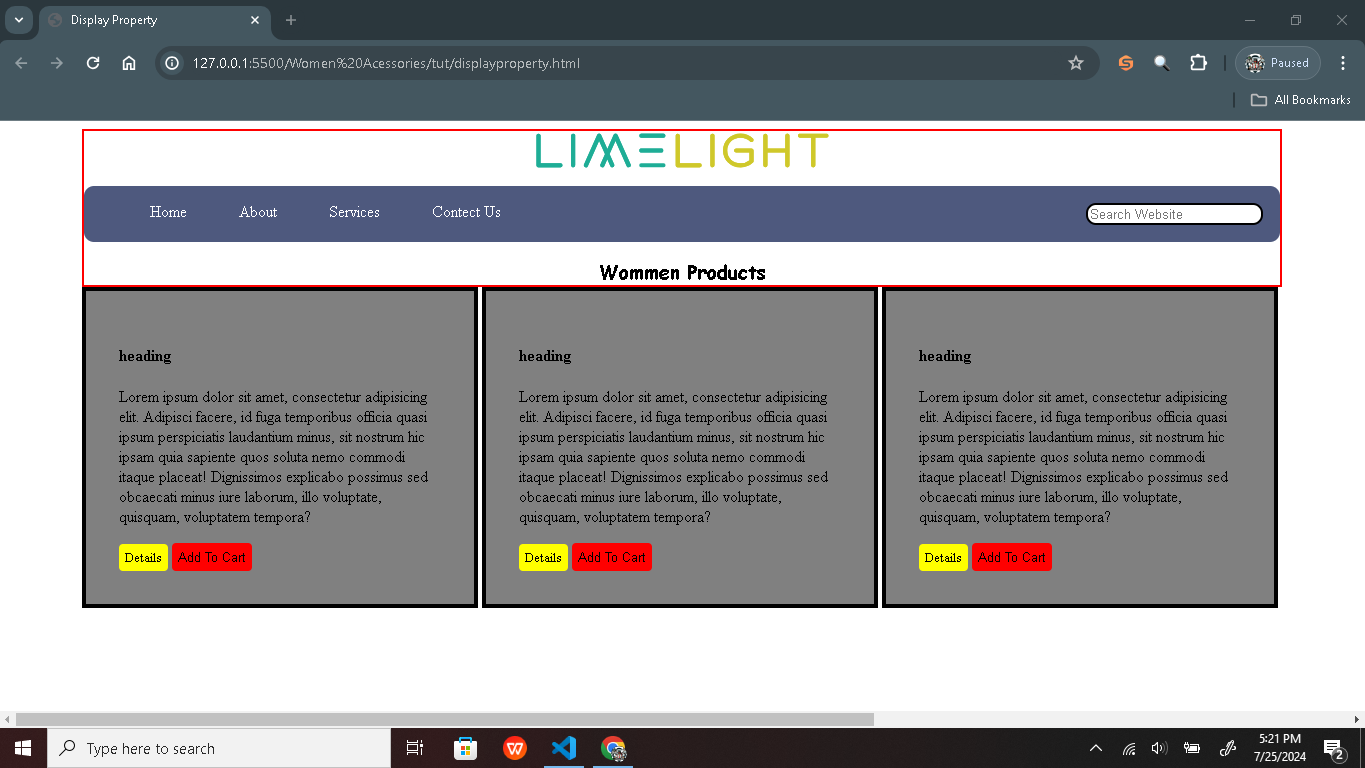 Display Property
127.0.0.1:5500/Women%20Acessories/tut/displayproperty.html
Paused
All Bookmarks
LIMELIGHT
Home About Services Contect Us Search Website
Wommen Products
heading
Lorem ipsum dolor sit amet, consectetur adipisicing
elit. Adipisci facere, id fuga temporibus officia quasi
ipsum perspiciatis laudantium minus, sit nostrum hic
ipsam quia sapiente quos soluta nemo commodi
itaque placeat! Dignissimos explicabo possimus sed
obcaecati minus iure laborum, illo voluptate,
quisquam, voluptatem tempora?
Details Add To Cart
heading
Lorem ipsum dolor sit amet, consectetur adipisicing
elit. Adipisci facere, id fuga temporibus officia quasi
ipsum perspiciatis laudantium minus, sit nostrum hic
ipsam quia sapiente quos soluta nemo commodi
itaque placeat! Dignissimos explicabo possimus sed
obcaecati minus iure laborum, illo voluptate,
quisquam, voluptatem tempora?
Details Add To Cart
heading
Lorem ipsum dolor sit amet, consectetur adipisicing
elit. Adipisci facere, id fuga temporibus officia quasi
ipsum perspiciatis laudantium minus, sit nostrum hic
ipsam quia sapiente quos soluta nemo commodi
itaque placeat! Dignissimos explicabo possimus sed
obcaecati minus iure laborum, illo voluptate,
quisquam, voluptatem tempora?
Details Add To Cart
Type here to search
5:21 PM
7/25/2024
2